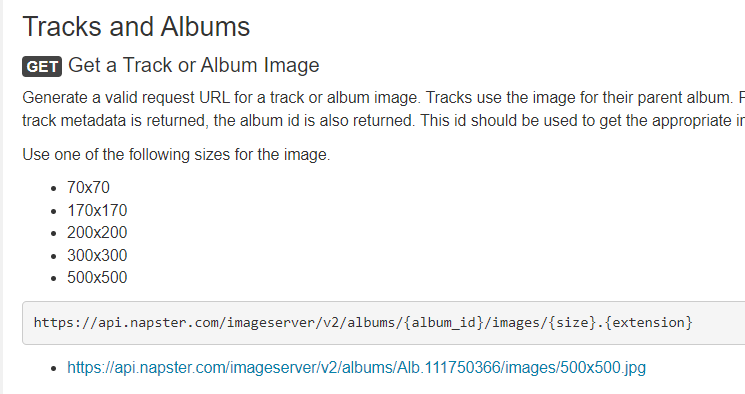 Tracks and Albums
GET Get a Track or Album Image
Generate a valid request URL for a track or album image. Tracks use the image for their parent album.
track metadata is returned, the album id is also returned. This id should be used to get the appropriate
Use one of the following sizes for the image.
• 70x70
• 170x170
• 200x200
• 300x300
• 500x500
https://api.napster.com/imageserver/v2/albums/{album_id}/images/{size}.{extension}
• https://api.napster.com/imageserver/v2/albums/Alb.111750366/images/500x500.jpg